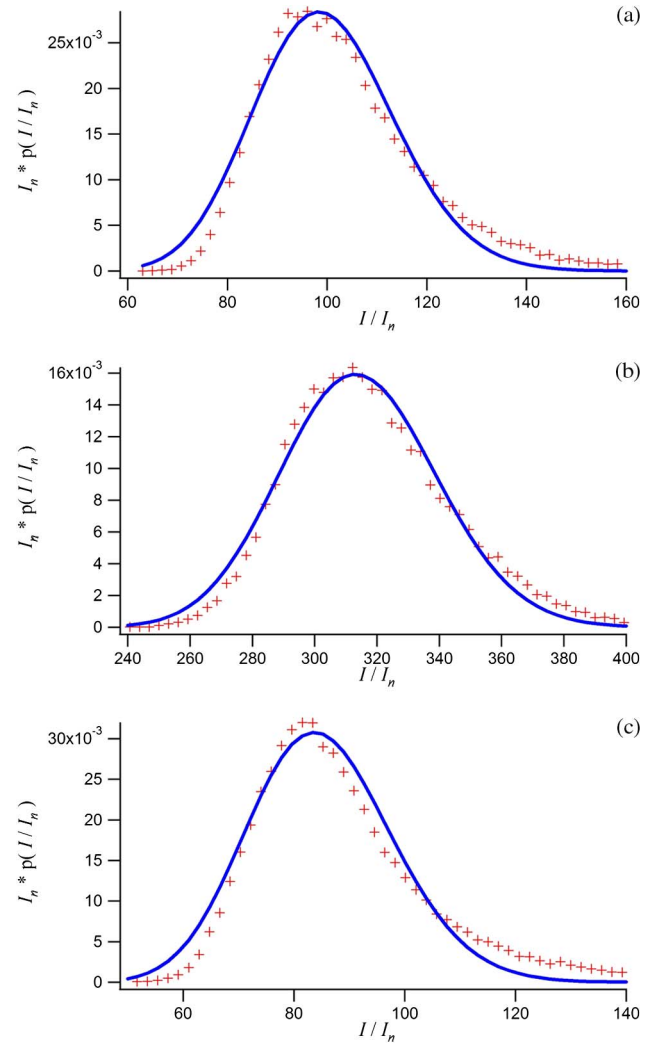 (a)
25x10⁻³
20
15
10
5
0
I_n * p( I / I_n )
60 80 100 120 140 160
I / I_n
(b)
16x10⁻³
14
12
10
8
6
4
2
0
I_n * p( I / I_n )
240 260 280 300 320 340 360 380 400
I / I_n
(c)
30x10⁻³
25
20
15
10
5
0
I_n * p( I / I_n )
60 80 100 120 140
I / I_n